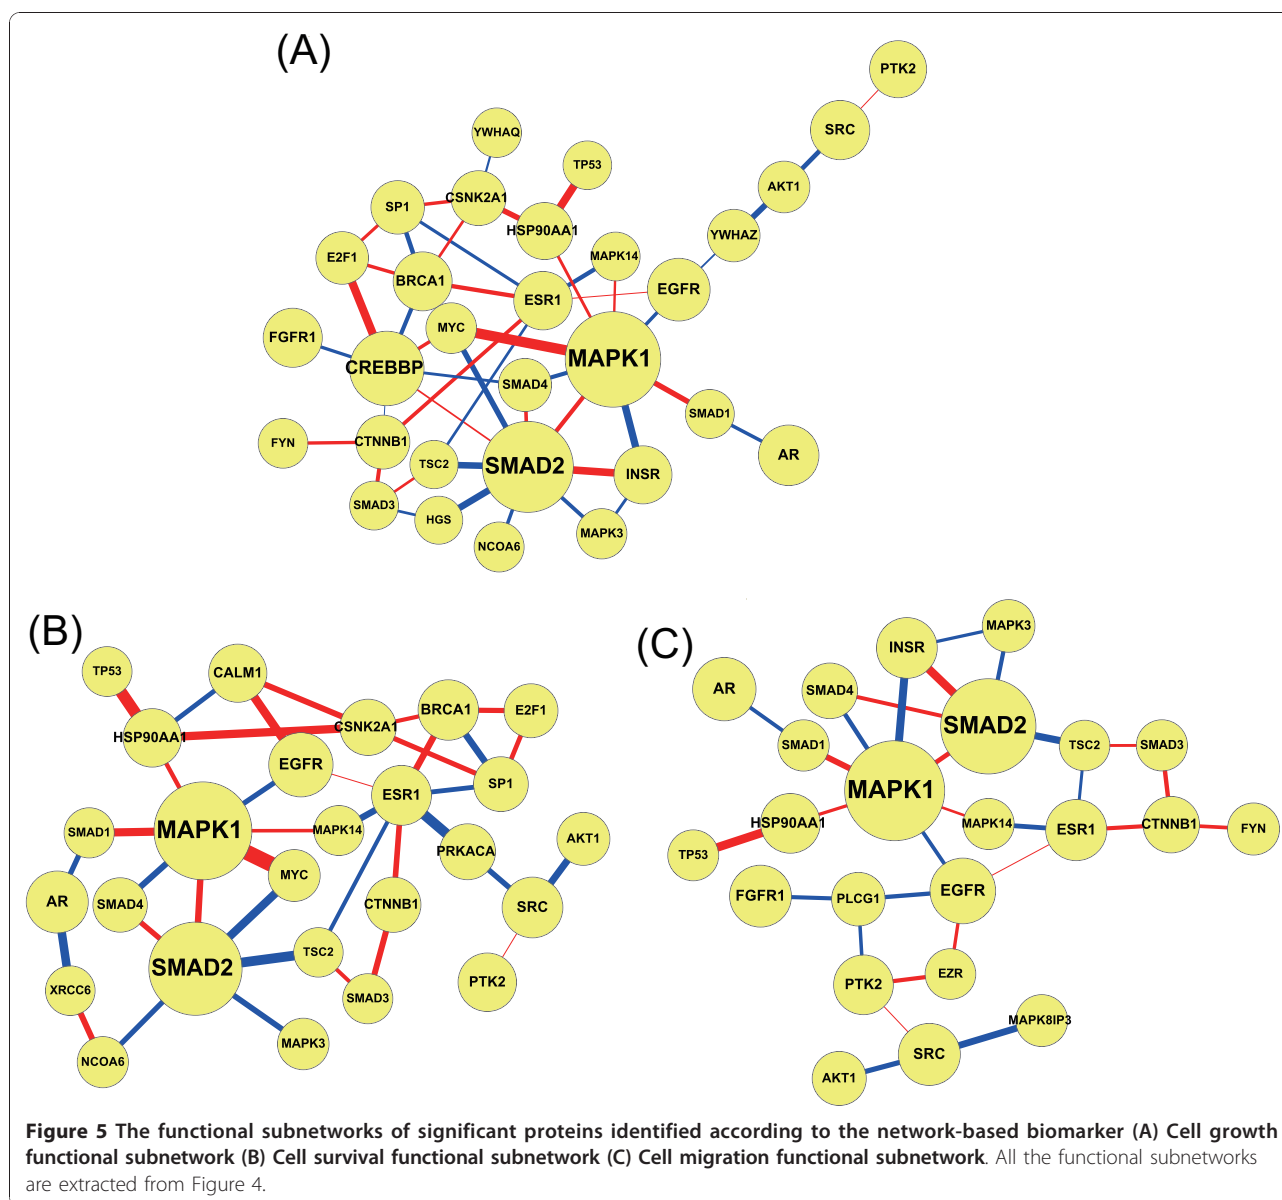 (A)
PTK2
SRC
YWHAQ
TP53
AKT1
CSNK2A1
SP1
HSP90AA1
YWHAZ
E2F1
MAPK14
BRCA1
EGFR
ESR1
MYC
FGFR1
MAPK1
CREBBP
SMAD4
SMAD1
FYN
CTNNB1
AR
TSC2
SMAD2
INSR
SMAD3
HGS
MAPK3
NCOA6
(B)
TP53
CALM1
BRCA1
E2F1
CSNK2A1
HSP90AA1
EGFR
SP1
ESR1
MAPK1
SMAD1
MAPK14
AKT1
PRKACA
MYC
AR
SMAD4
CTNNB1
SRC
TSC2
SMAD2
PTK2
XRCC6
SMAD3
MAPK3
NCOA6
(C)
MAPK3
INSR
AR
SMAD4
SMAD2
SMAD1
TSC2
SMAD3
MAPK1
HSP90AA1
MAPK14
ESR1
CTNNB1
FYN
TP53
FGFR1
PLCG1
EGFR
EZR
PTK2
MAPK8IP3
SRC
AKT1
Figure 5 The functional subnetworks of significant proteins identified according to the network-based biomarker (A) Cell growth
functional subnetwork (B) Cell survival functional subnetwork (C) Cell migration functional subnetwork. All the functional subnetworks
are extracted from Figure 4.